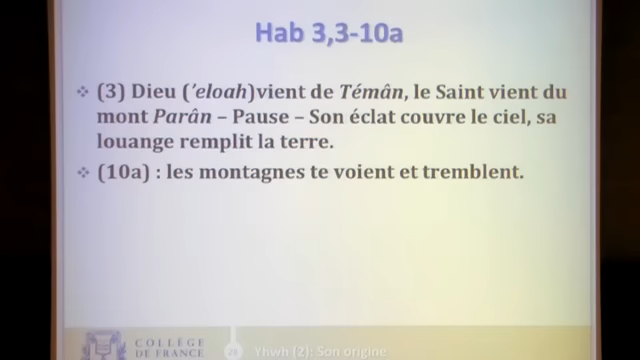 Hab 3,3-10a
(3) Dieu (’eloah)vient de Témân, le Saint vient du
mont Parân – Pause – Son éclat couvre le ciel, sa
louange remplit la terre.
(10a) : les montagnes te voient et tremblent.
COLLÈGE
DE FRANCE
Yhwh (2): Son origine